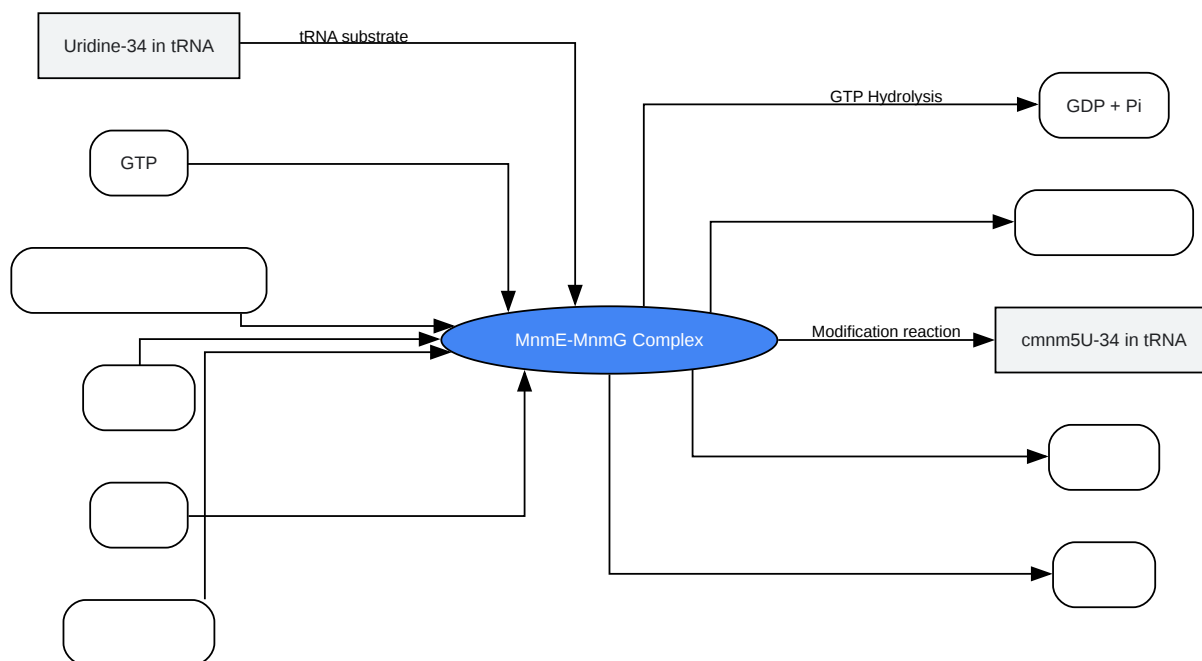 Uridine-34 in tRNA
tRNA substrate
GTP Hydrolysis
GDP + Pi
GTP
MnmE-MnmG Complex
Modification reaction
cmnm5U-34 in tRNA